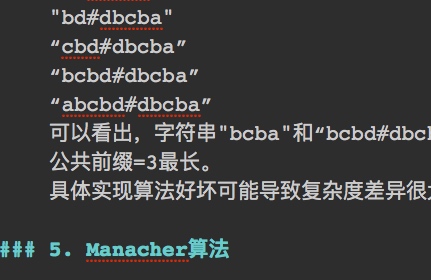 "bd#dbcba"
“cbd#dbcba”
“bcbd#dbcba”
“abcbd#dbcba”
可以看出，字符串"bcba"和“bcbd#dbc
公共前缀=3最长。
具体实现算法好坏可能导致复杂度差异很
### 5. Manacher算法